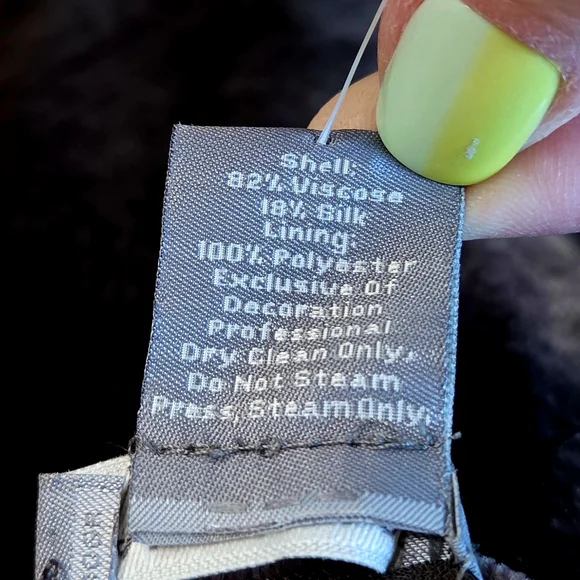 Shell:
82% Viscose
18% Silk
Lining:
100% Polyester
Exclusive Of
Decoration
Professional
Dry Clean Only,
Do Not Steam
Press, Steam Only,